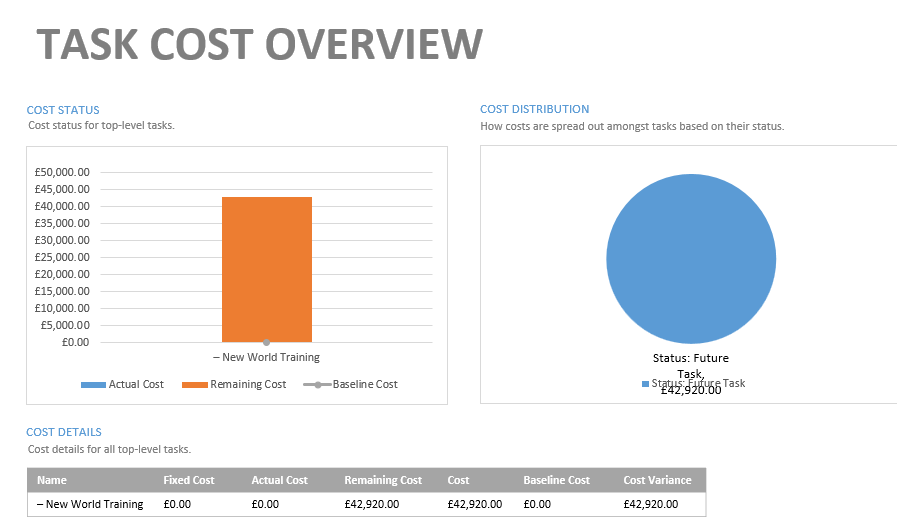 TASK COST OVERVIEW
COST STATUS
Cost status for top-level tasks.
£50,000.00
£45,000.00
£40,000.00
£35,000.00
£30,000.00
£25,000.00
£20,000.00
£15,000.00
£10,000.00
£5,000.00
£0.00
– New World Training
Actual Cost Remaining Cost Baseline Cost
COST DISTRIBUTION
How costs are spread out amongst tasks based on their status.
Status: Future
Task,
£42,920.00
Status: Future Task
COST DETAILS
Cost details for all top-level tasks.
Name Fixed Cost Actual Cost Remaining Cost Cost Baseline Cost Cost Variance
– New World Training £0.00 £0.00 £42,920.00 £42,920.00 £0.00 £42,920.00